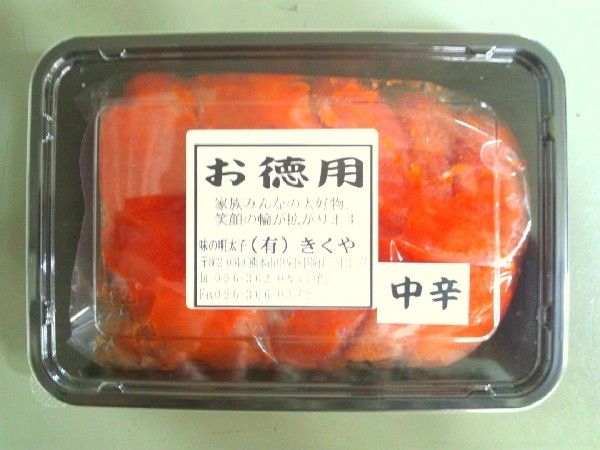 お徳用
家族みんなの大好物
笑顔の輪が拡がります
味の明太子(有)きくや
中辛